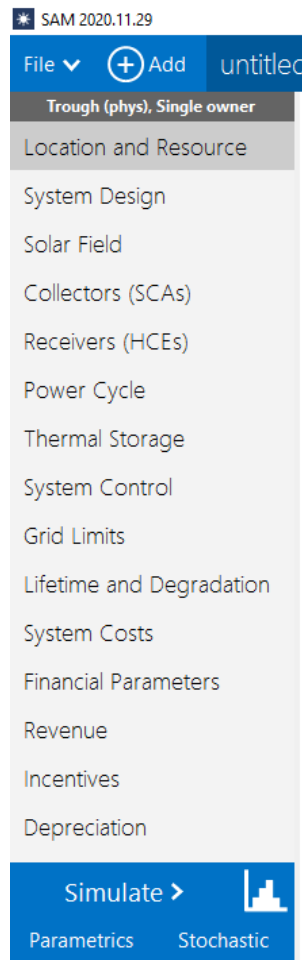 SAM 2020.11.29
File Add untitled
Trough (phys), Single owner
Location and Resource
System Design
Solar Field
Collectors (SCAs)
Receivers (HCEs)
Power Cycle
Thermal Storage
System Control
Grid Limits
Lifetime and Degradation
System Costs
Financial Parameters
Revenue
Incentives
Depreciation
Simulate >
Parametrics Stochastic